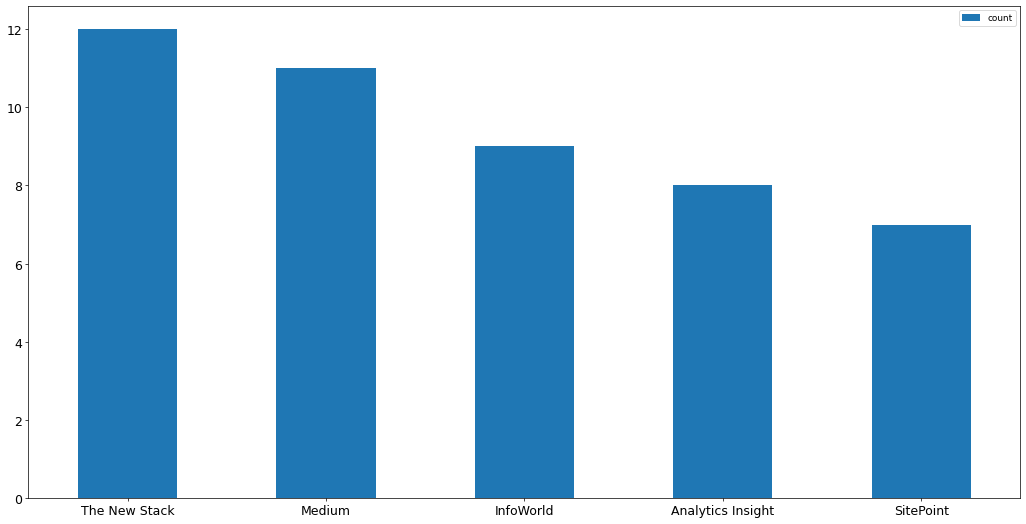 count
12
10
8
6
4
2
0
The New Stack
Medium
InfoWorld
Analytics Insight
SitePoint